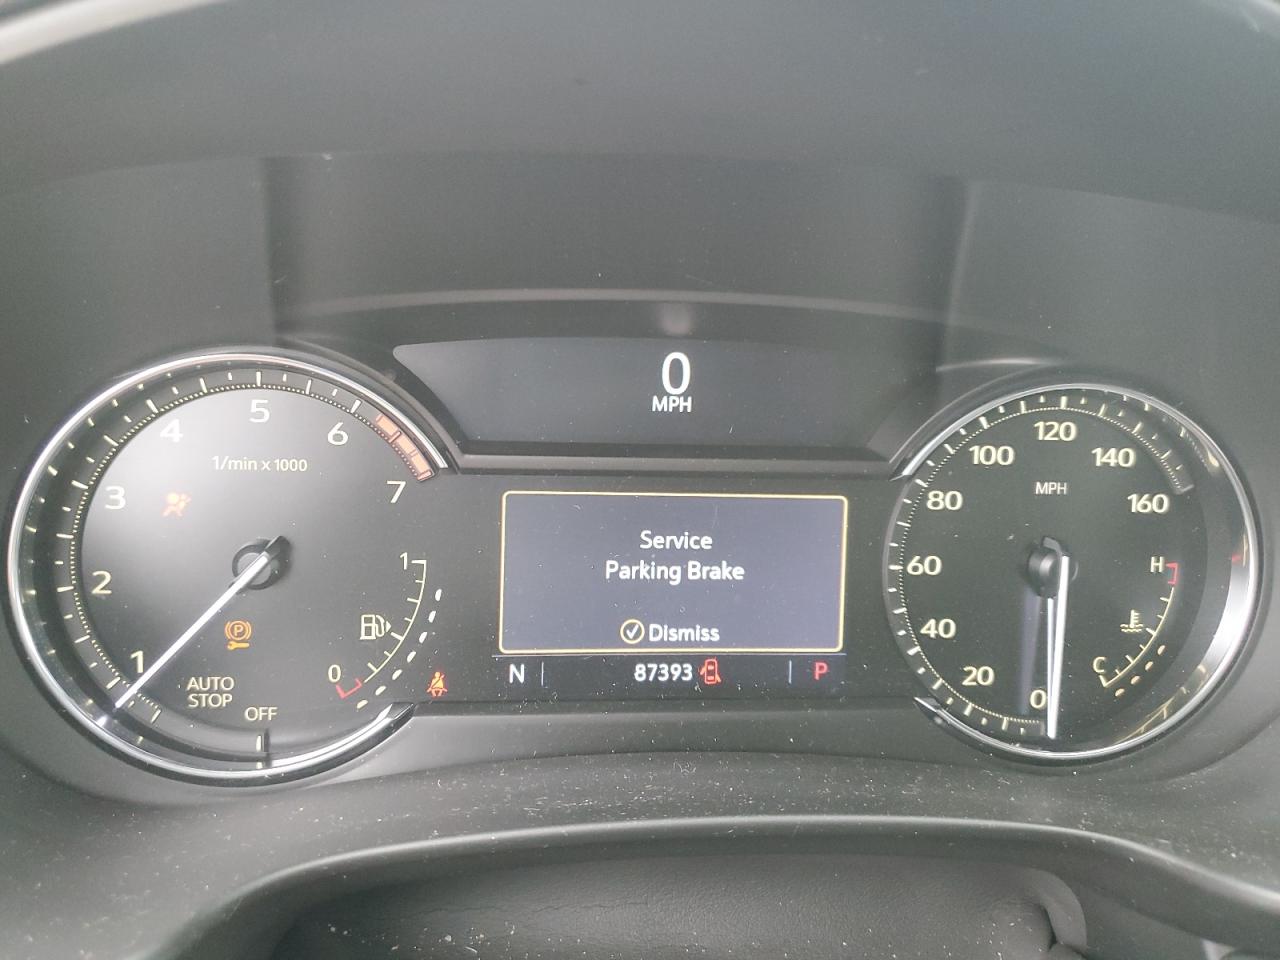 0
MPH
1
2
3
4
5
6
7
1/min x 1000
P
AUTO
STOP
OFF
1
0
Service
Parking Brake
Dismiss
N
87393
P
0
20
40
60
80
100
120
140
160
MPH
H
C